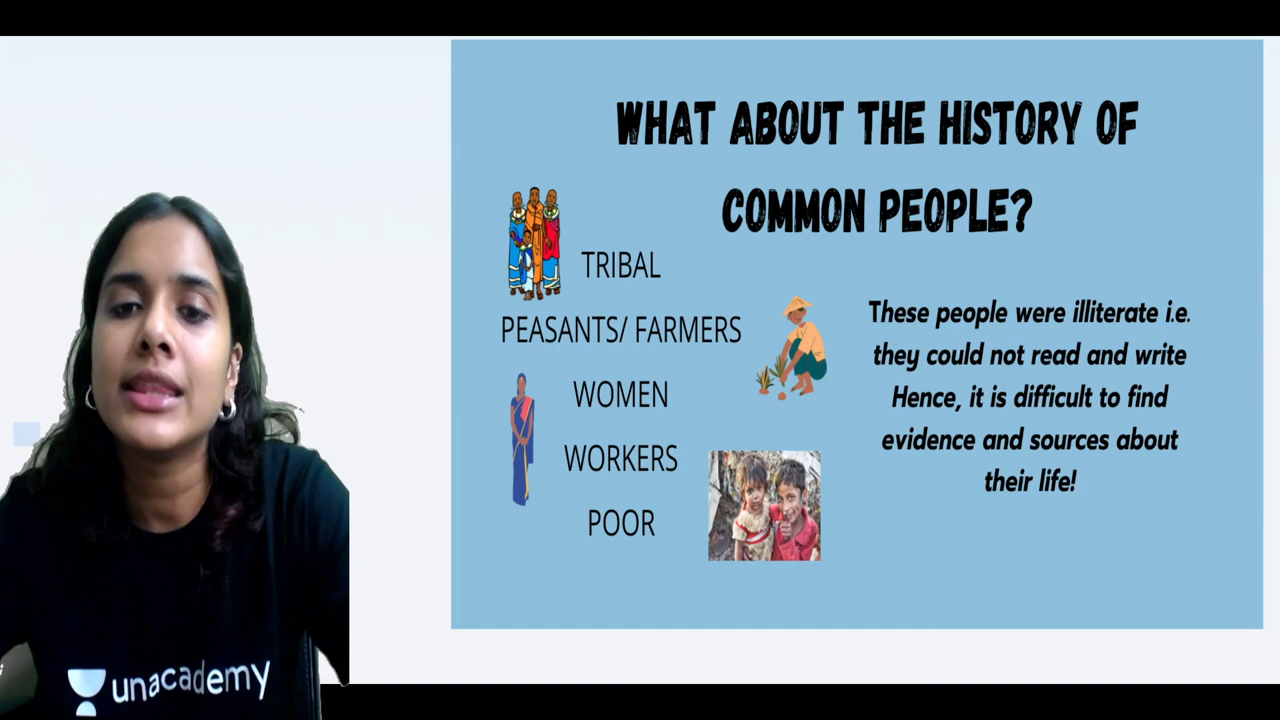 WHAT ABOUT THE HISTORY OF
COMMON PEOPLE?
TRIBAL
PEASANTS/ FARMERS
WOMEN
WORKERS
POOR
These people were illiterate i.e.
they could not read and write
Hence, it is difficult to find
evidence and sources about
their life!
unacademy